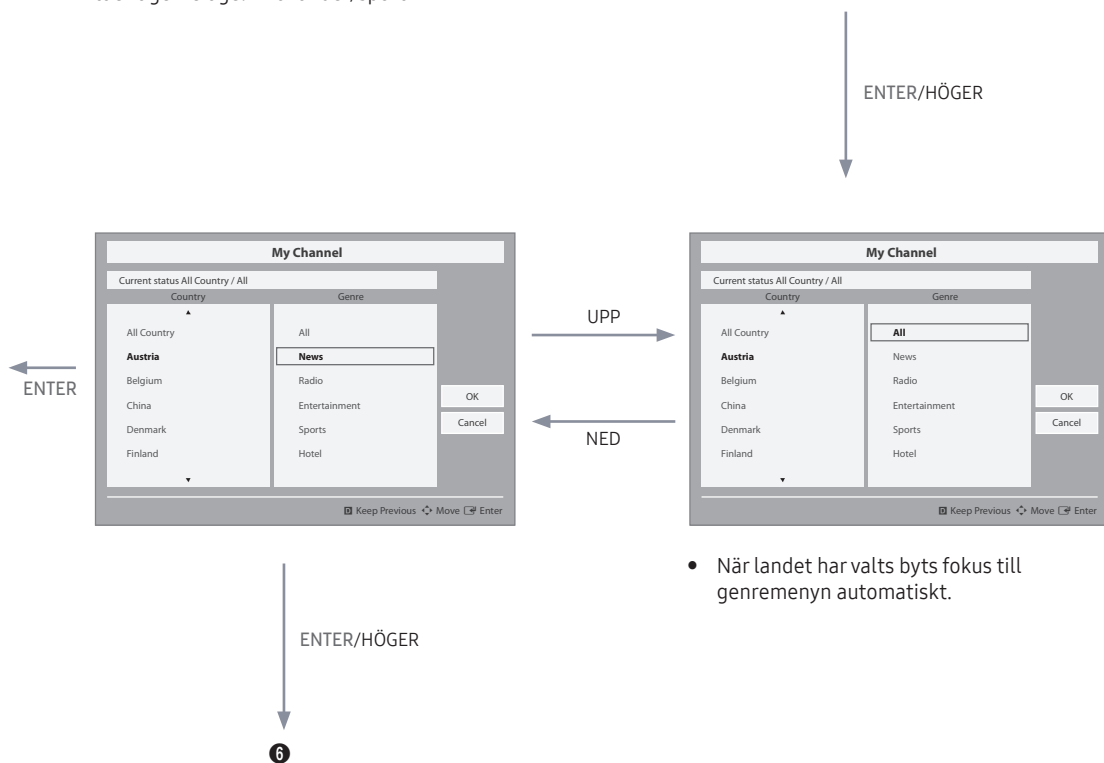 ENTER/HÖGER
My Channel
Current status All Country / All
Country
Genre
All Country
Austria
Belgium
China
Denmark
Finland
All
News
Radio
Entertainment
Sports
Hotel
OK
Cancel
D Keep Previous Move Enter
ENTER
UPP
NED
My Channel
Current status All Country / All
Country
Genre
All Country
Austria
Belgium
China
Denmark
Finland
All
News
Radio
Entertainment
Sports
Hotel
OK
Cancel
D Keep Previous Move Enter
• När landet har valts byts fokus till
genremenyn automatiskt.
ENTER/HÖGER
❻